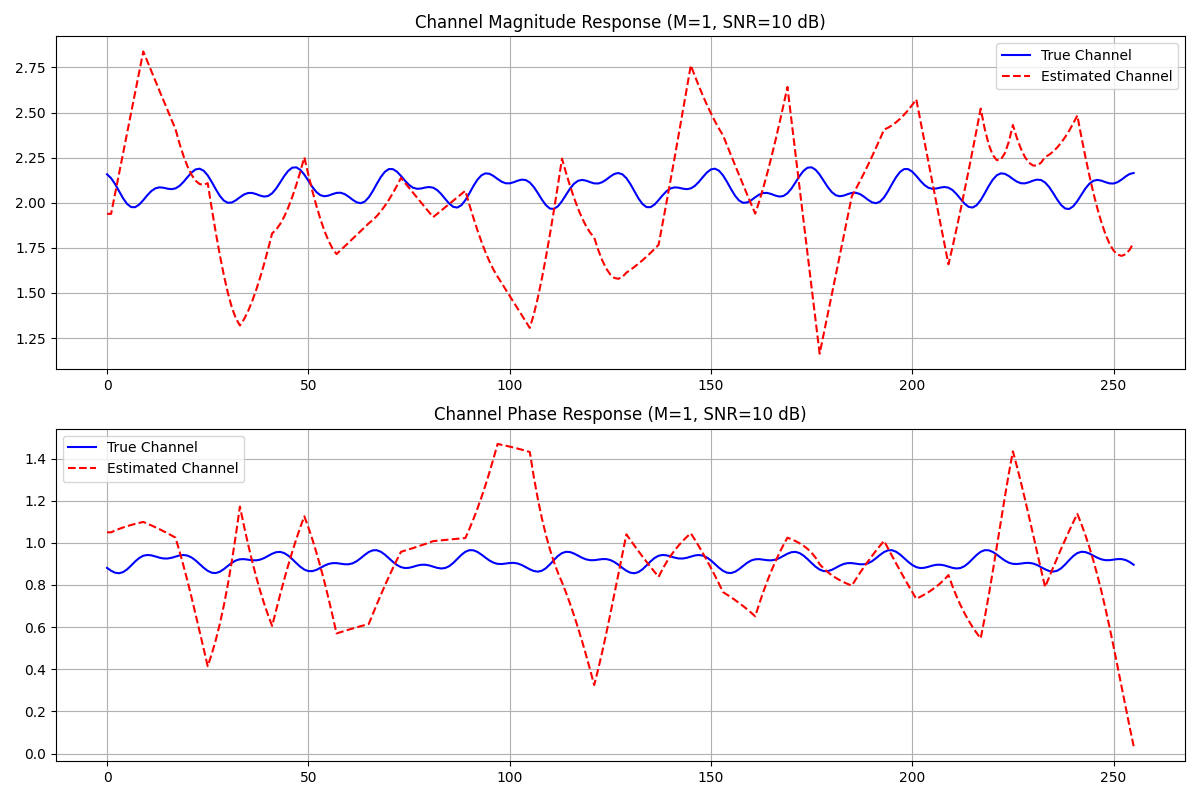 Channel Magnitude Response (M=1, SNR=10 dB)
True Channel
Estimated Channel
2.75
2.50
2.25
2.00
1.75
1.50
1.25
0 50 100 150 200 250
Channel Phase Response (M=1, SNR=10 dB)
True Channel
Estimated Channel
1.4
1.2
1.0
0.8
0.6
0.4
0.2
0.0
0 50 100 150 200 250